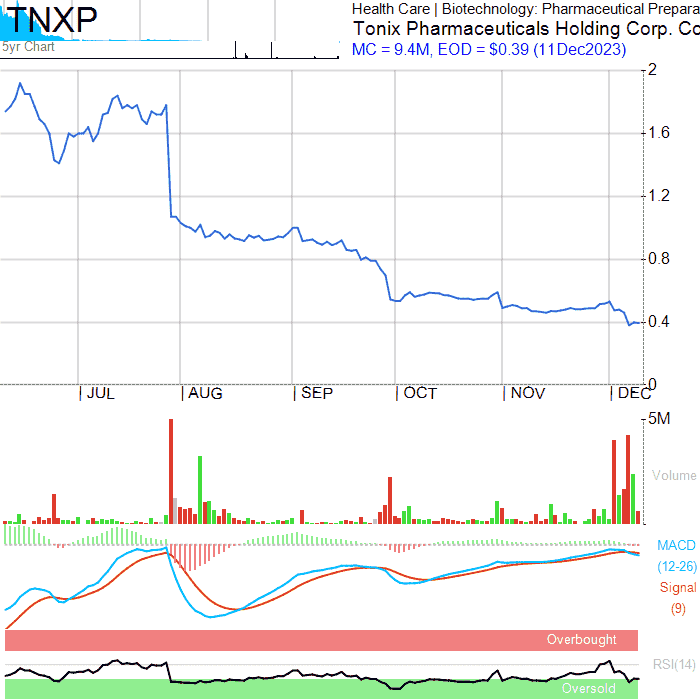 TNXP
Health Care | Biotechnology: Pharmaceutical Prepara
Tonix Pharmaceuticals Holding Corp. Co
5yr Chart
MC = 9.4M, EOD = $0.39 (11Dec2023)
2
1.6
1.2
0.8
0.4
0
| JUL | AUG | SEP | OCT | NOV | DEC
5M
Volume
MACD
(12-26)
Signal
(9)
Overbought
RSI(14)
Oversold